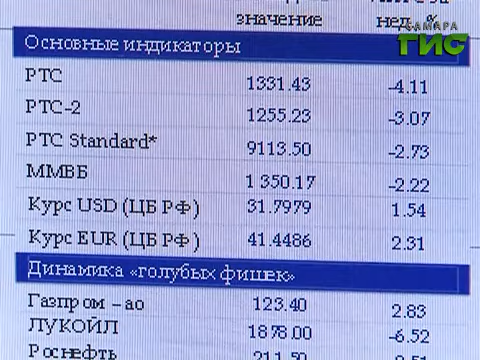 значение нед, %
САМАРА
ГИС
Основные индикаторы
РТС 1331.43 -4.11
РТС-2 1255.23 -3.07
РТС Standard* 9113.50 -2.73
ММВБ 1 350.17 -2.22
Курс USD (ЦБ РФ) 31.7979 1.54
Курс EUR (ЦБ РФ) 41.4486 2.31
Динамика «голубых фишек»
Газпром – ао 123.40 2.83
ЛУКОЙЛ 1878.00 -6.52
Роснефть 211.50